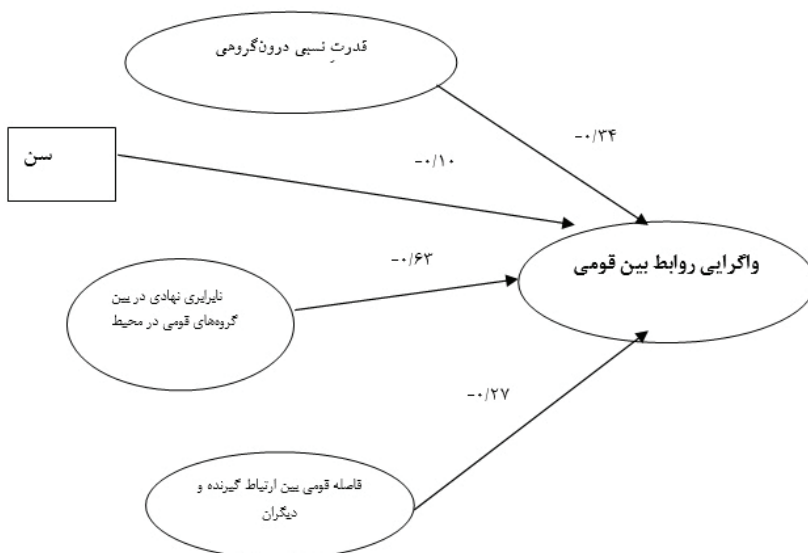 قدرتِ نسبی درون‌گروهی
-۰/۳۴
سن
-۰/۱۰
واگرایی روابط بین قومی
-۰/۶۳
نابرابری نهادی در بین
گروه‌های قومی در محیط
-۰/۲۷
قاصله قومی بین ارتباط گیرنده و
دیگران